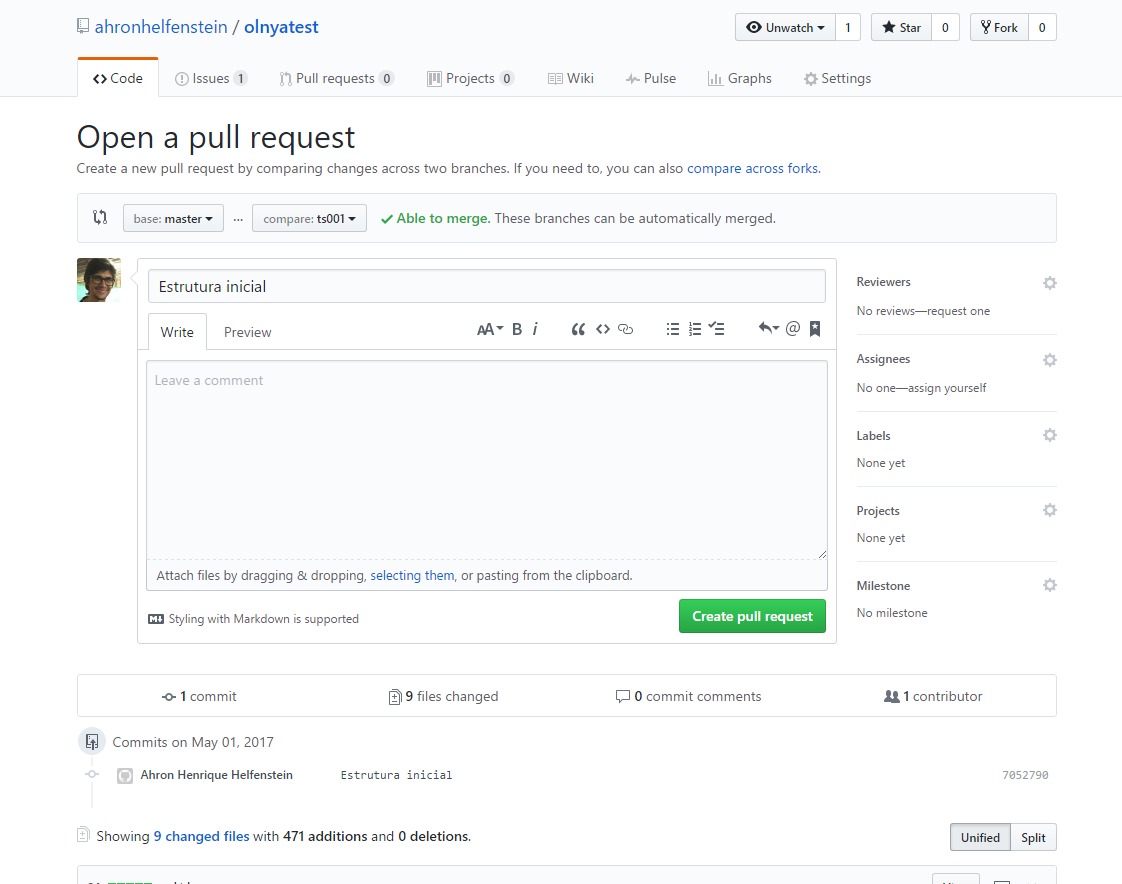 ahronhelfenstein / olnyatest
Unwatch 1 Star 0 Fork 0
Code Issues 1 Pull requests 0 Projects 0 Wiki Pulse Graphs Settings
Open a pull request
Create a new pull request by comparing changes across two branches. If you need to, you can also compare across forks.
base: master ... compare: ts001 Able to merge. These branches can be automatically merged.
Estrutura inicial
Write Preview AA B i @
Leave a comment
Attach files by dragging & dropping, selecting them, or pasting from the clipboard.
Styling with Markdown is supported
Create pull request
Reviewers
No reviews—request one
Assignees
No one—assign yourself
Labels
None yet
Projects
None yet
Milestone
No milestone
1 commit 9 files changed 0 commit comments 1 contributor
Commits on May 01, 2017
Ahron Henrique Helfenstein Estrutura inicial 7052790
Showing 9 changed files with 471 additions and 0 deletions.
Unified Split